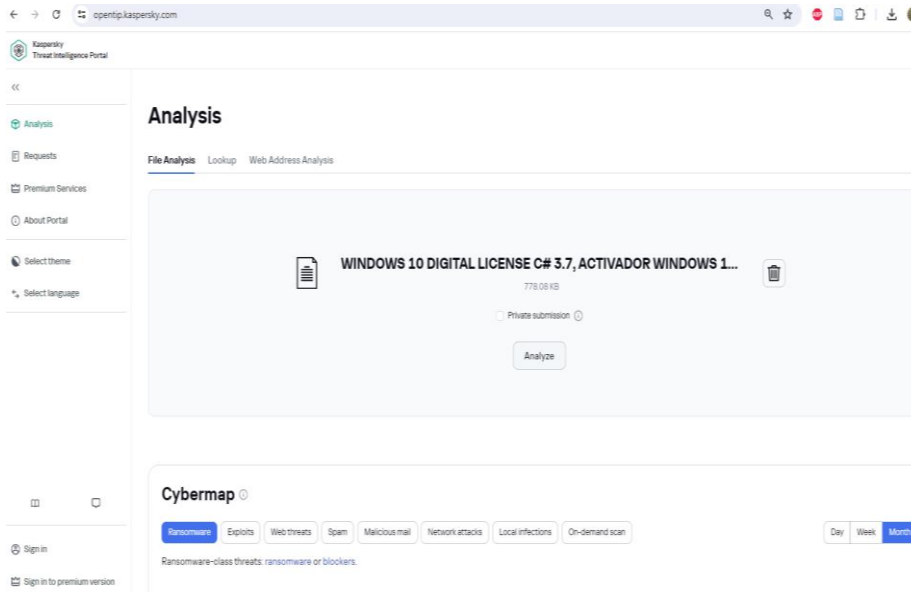 opentip.kaspersky.com
Kaspersky
Threat Intelligence Portal
Analysis
Requests
Premium Services
About Portal
Select theme
Select language
Sign in
Sign in to premium version
Analysis
File Analysis Lookup Web Address Analysis
WINDOWS 10 DIGITAL LICENSE C# 3.7, ACTIVADOR WINDOWS 1...
778.08 KB
Private submission
Analyze
Cybermap
Ransomware Exploits Web threats Spam Malicious mail Network attacks Local infections On-demand scan Day Week Month
Ransomware-class threats: ransomware or blockers.